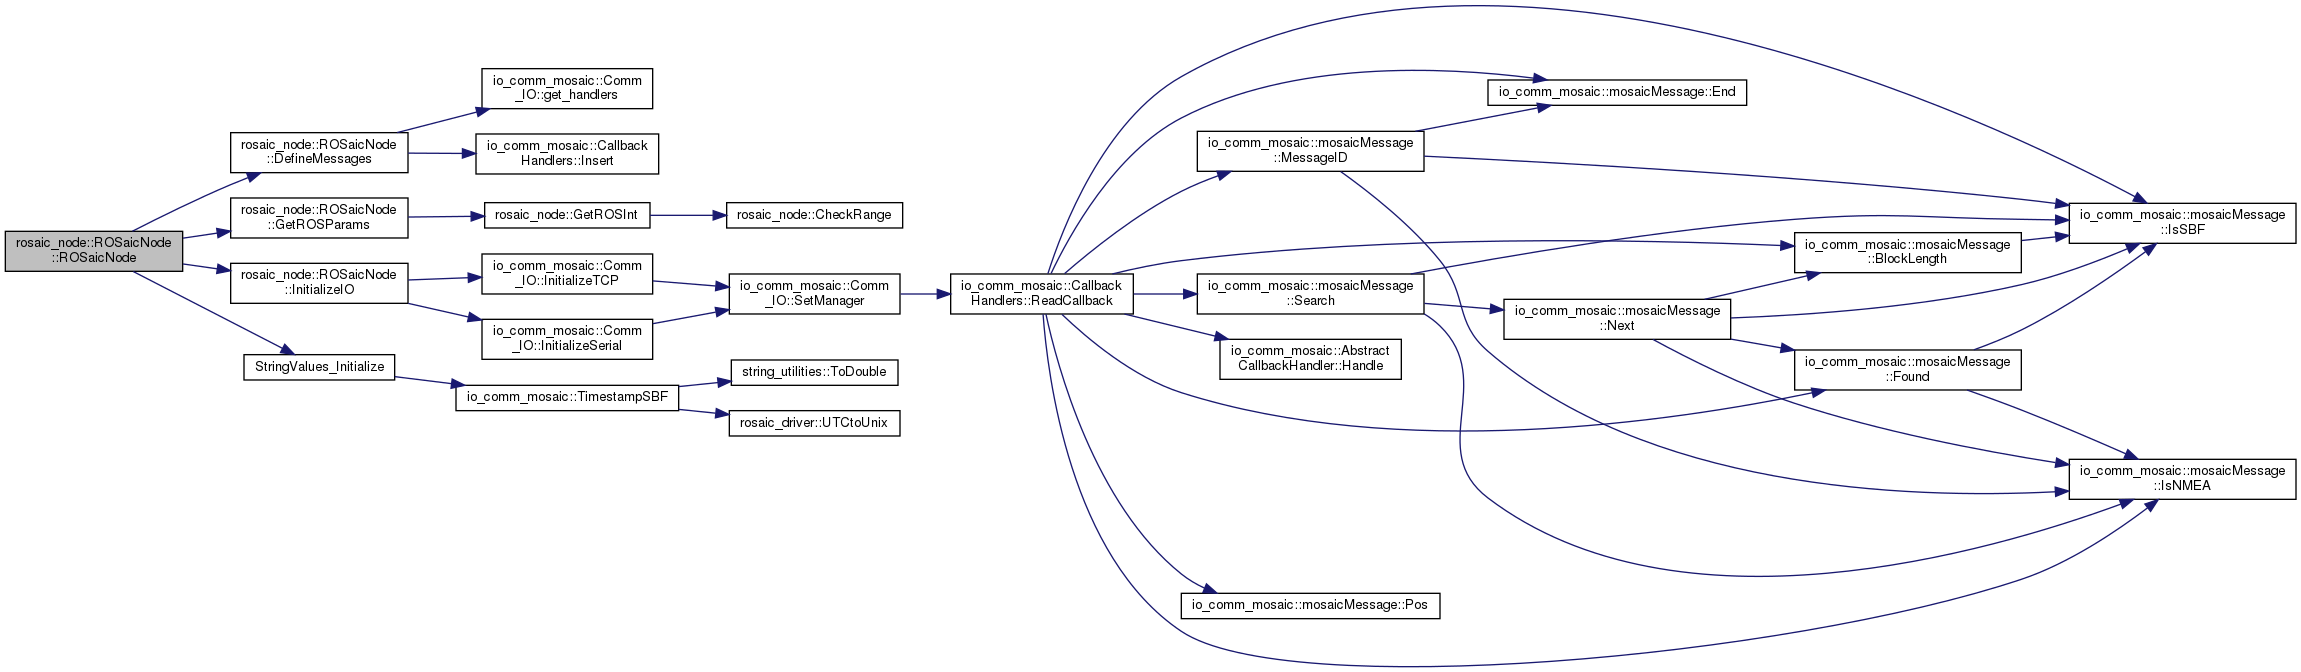 rosaic_node::ROSaicNode
::ROSaicNode
rosaic_node::ROSaicNode
::DefineMessages
io_comm_mosaic::Comm
_IO::get_handlers
io_comm_mosaic::Callback
Handlers::Insert
rosaic_node::ROSaicNode
::GetROSParams
rosaic_node::GetROSInt
rosaic_node::CheckRange
rosaic_node::ROSaicNode
::InitializeIO
io_comm_mosaic::Comm
_IO::InitializeTCP
io_comm_mosaic::Comm
_IO::InitializeSerial
io_comm_mosaic::Comm
_IO::SetManager
StringValues_Initialize
io_comm_mosaic::TimestampSBF
string_utilities::ToDouble
rosaic_driver::UTCtoUnix
io_comm_mosaic::Callback
Handlers::ReadCallback
io_comm_mosaic::mosaicMessage
::MessageID
io_comm_mosaic::mosaicMessage
::Search
io_comm_mosaic::Abstract
CallbackHandler::Handle
io_comm_mosaic::mosaicMessage::Pos
io_comm_mosaic::mosaicMessage::End
io_comm_mosaic::mosaicMessage
::Next
io_comm_mosaic::mosaicMessage
::BlockLength
io_comm_mosaic::mosaicMessage
::Found
io_comm_mosaic::mosaicMessage
::IsSBF
io_comm_mosaic::mosaicMessage
::IsNMEA